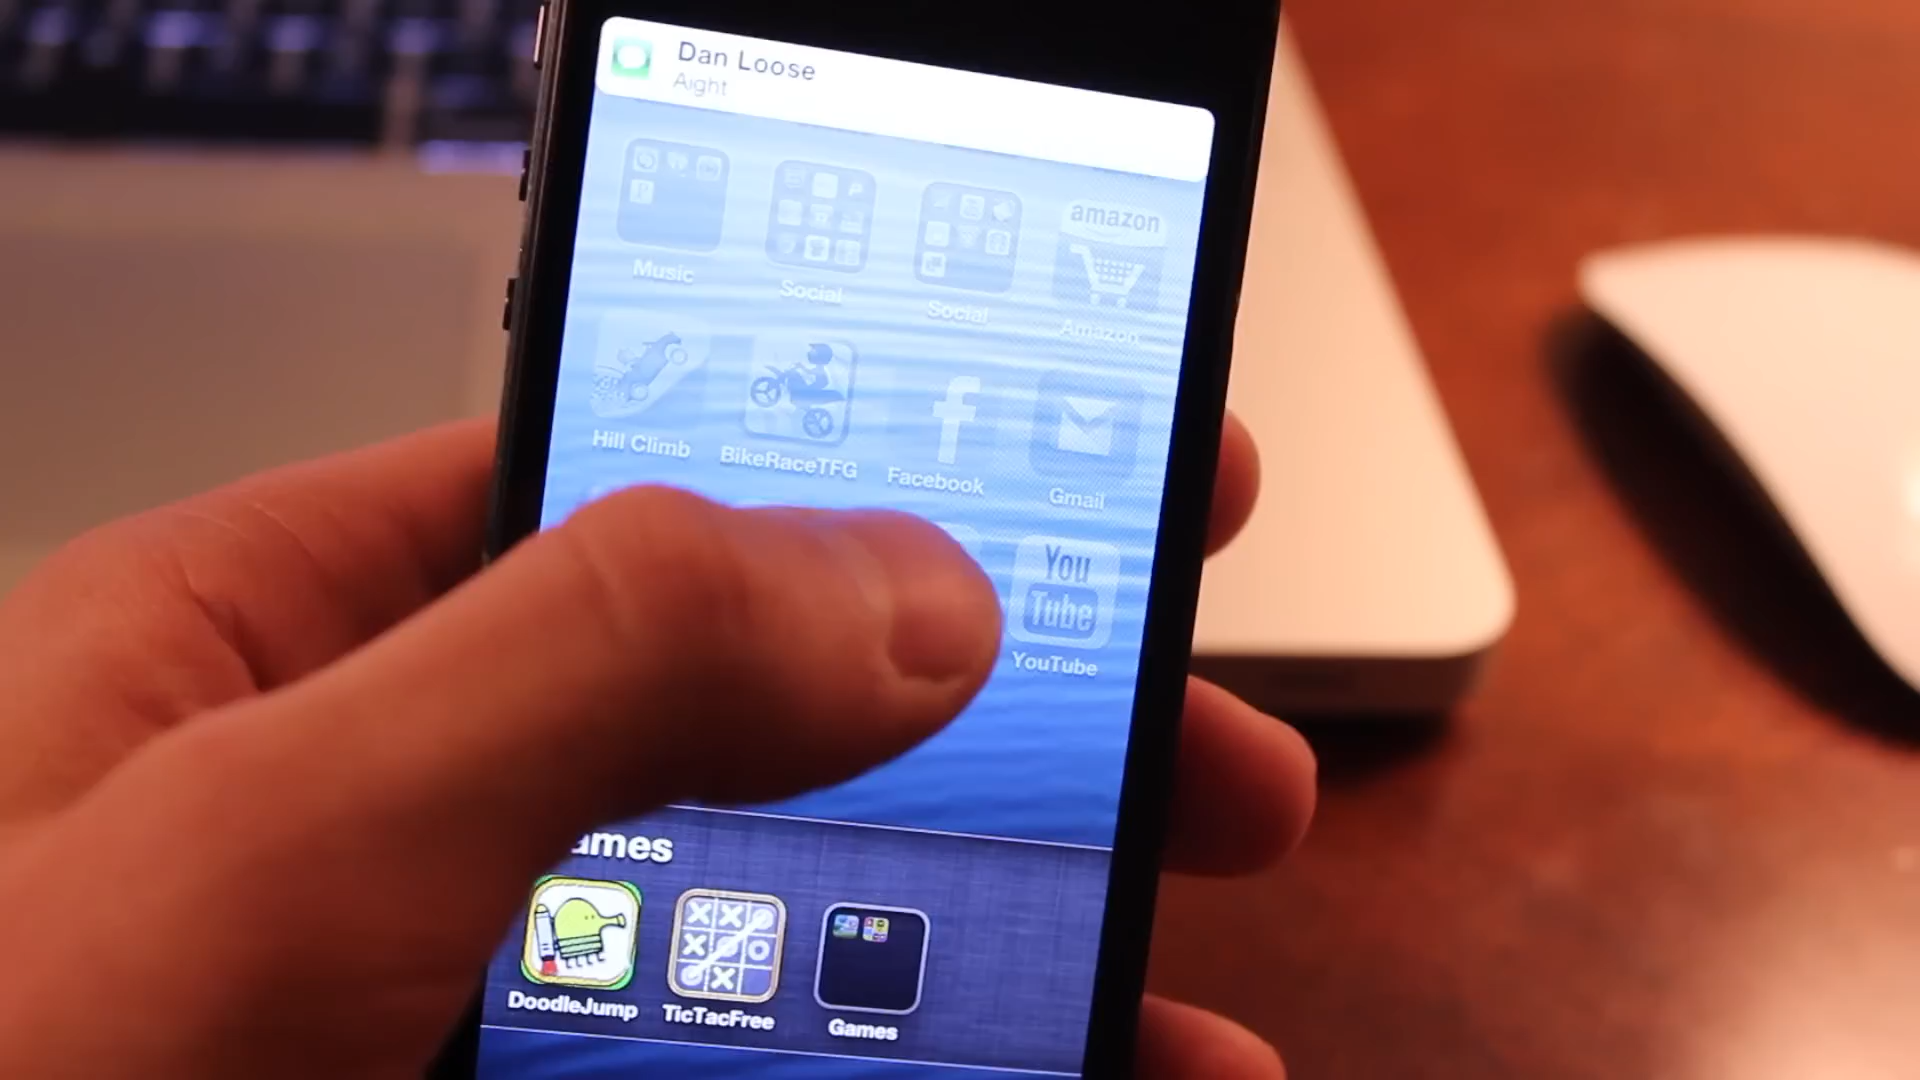 Dan Loose
Aight
Music
Social
Social
amazon
Amazon
Hill Climb
BikeRaceTFG
Facebook
Gmail
You
Tube
YouTube
ames
DoodleJump
TicTacFree
Games